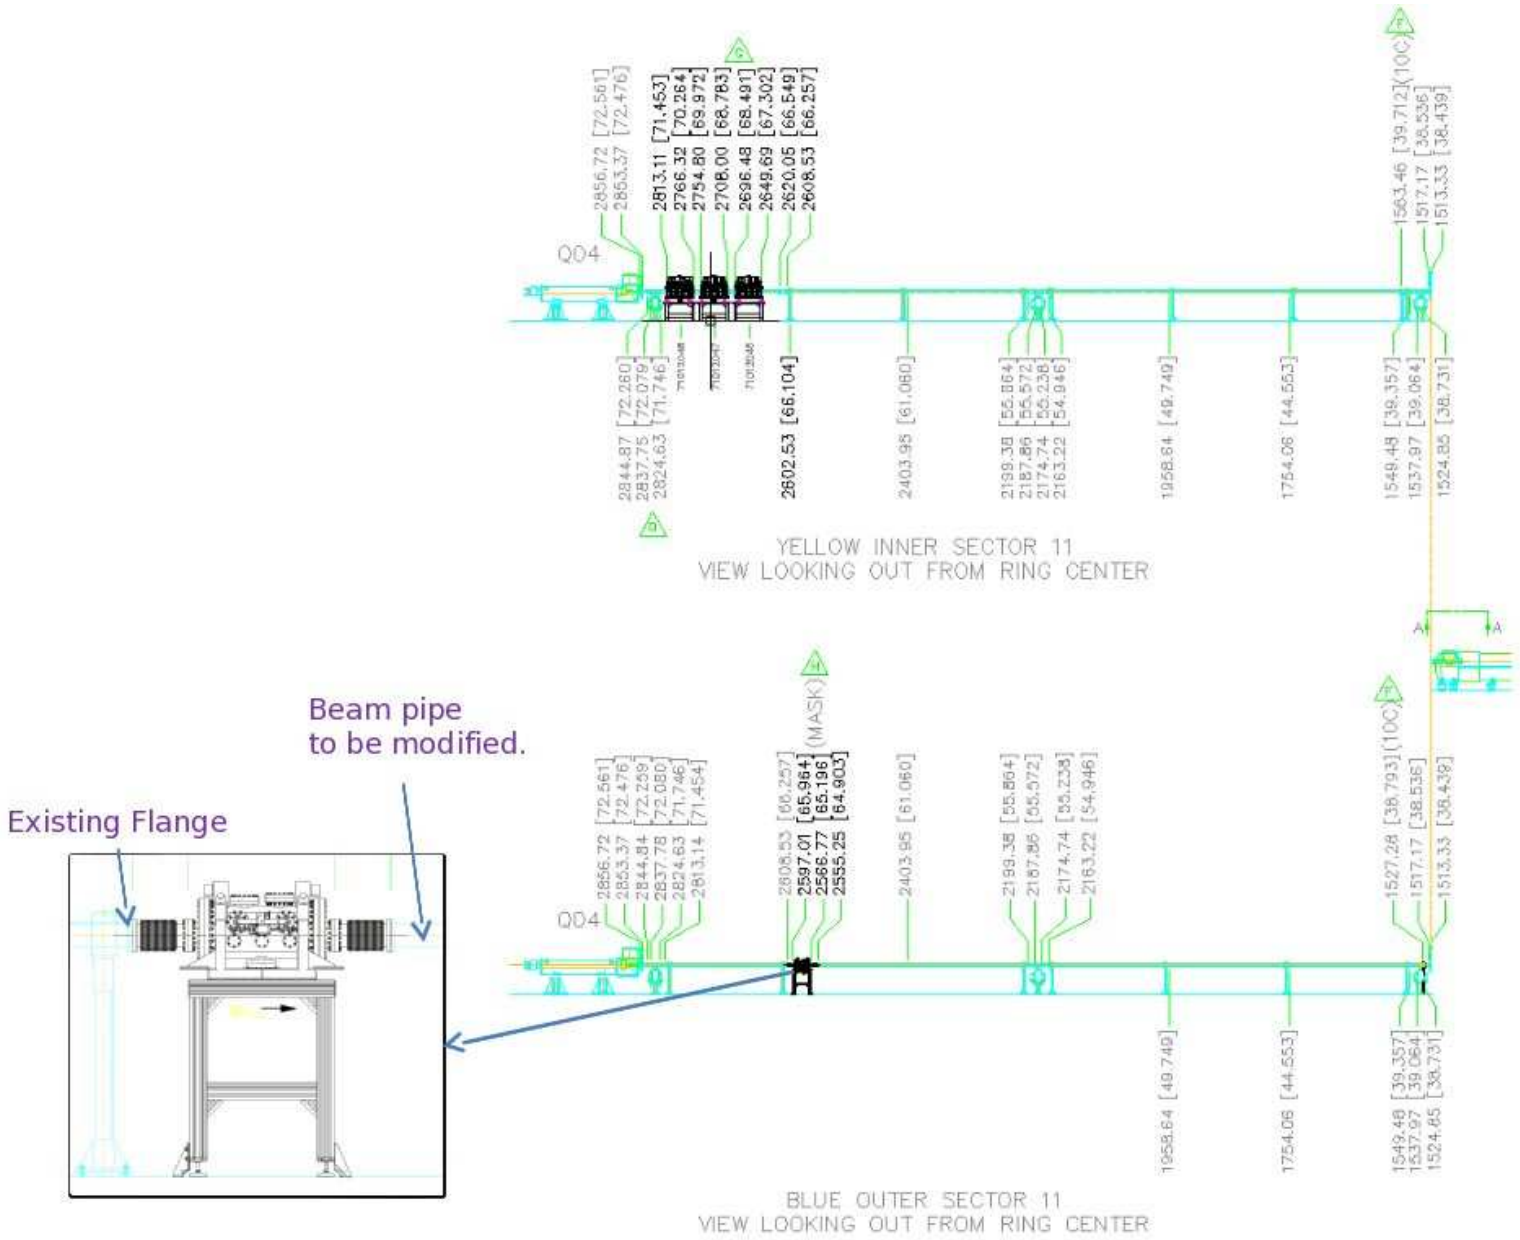 G
F
2856.72 [72.561]
2853.37 [72.476]
2813.11 [71.453]
2766.32 [70.264]
2754.80 [69.972]
2708.00 [68.783]
2696.48 [68.491]
2649.69 [67.302]
2620.05 [66.549]
2608.53 [66.257]
1563.46 [39.712](10C)
1517.17 [38.536]
1513.33 [38.439]
Q04
2844.87 [72.260]
2837.75 [72.079]
2824.63 [71.746]
2602.53 [66.104]
2403.95 [61.060]
2199.38 [55.864]
2187.86 [55.572]
2174.74 [55.238]
2163.22 [54.946]
1958.64 [49.749]
1754.06 [44.553]
1549.48 [39.357]
1537.97 [39.064]
1524.85 [38.731]
YELLOW INNER SECTOR 11
VIEW LOOKING OUT FROM RING CENTER
A A
H
F
Beam pipe
to be modified.
Existing Flange
2856.72 [72.561]
2853.37 [72.476]
2844.84 [72.259]
2837.78 [72.080]
2824.63 [71.746]
2813.14 [71.454]
2608.53 [66.257]
2597.01 [65.964]
2566.77 [65.196] (MASK)
2555.25 [64.903]
2403.95 [61.060]
2199.38 [55.864]
2187.86 [55.572]
2174.74 [55.238]
2163.22 [54.946]
1527.28 [38.793](10C)
1517.17 [38.536]
1513.33 [38.439]
Q04
1958.64 [49.749]
1754.06 [44.553]
1549.48 [39.357]
1537.97 [39.064]
1524.85 [38.731]
BLUE OUTER SECTOR 11
VIEW LOOKING OUT FROM RING CENTER